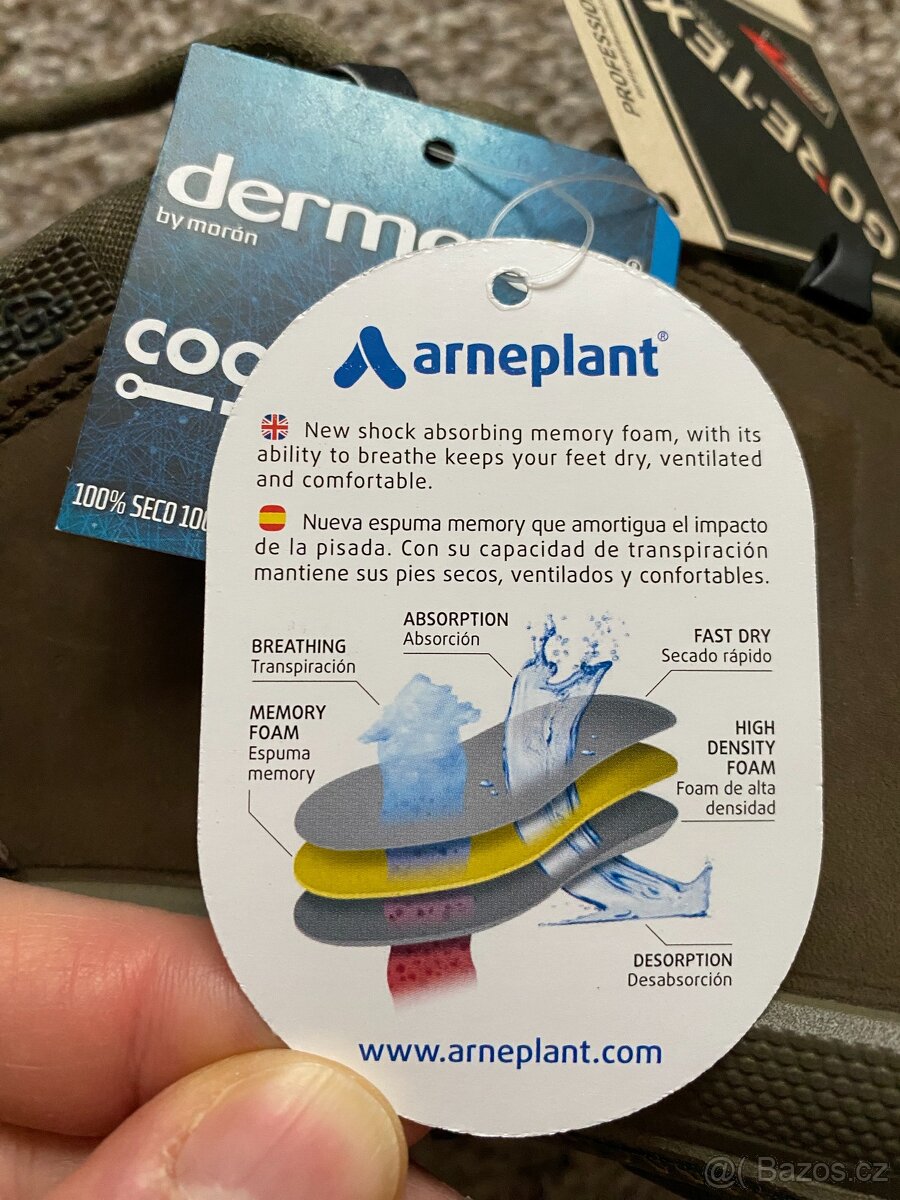 PROFESSIO
GORE-TEX
derm
by morón
coo
100% SECO 10
arneplant®
New shock absorbing memory foam, with its
ability to breathe keeps your feet dry, ventilated
and comfortable.
Nueva espuma memory que amortigua el impacto
de la pisada. Con su capacidad de transpiración
mantiene sus pies secos, ventilados y confortables.
ABSORPTION
Absorción
BREATHING
Transpiración
FAST DRY
Secado rápido
MEMORY
FOAM
Espuma
memory
HIGH
DENSITY
FOAM
Foam de alta
densidad
DESORPTION
Desabsorción
www.arneplant.com
@( Bazos.cz